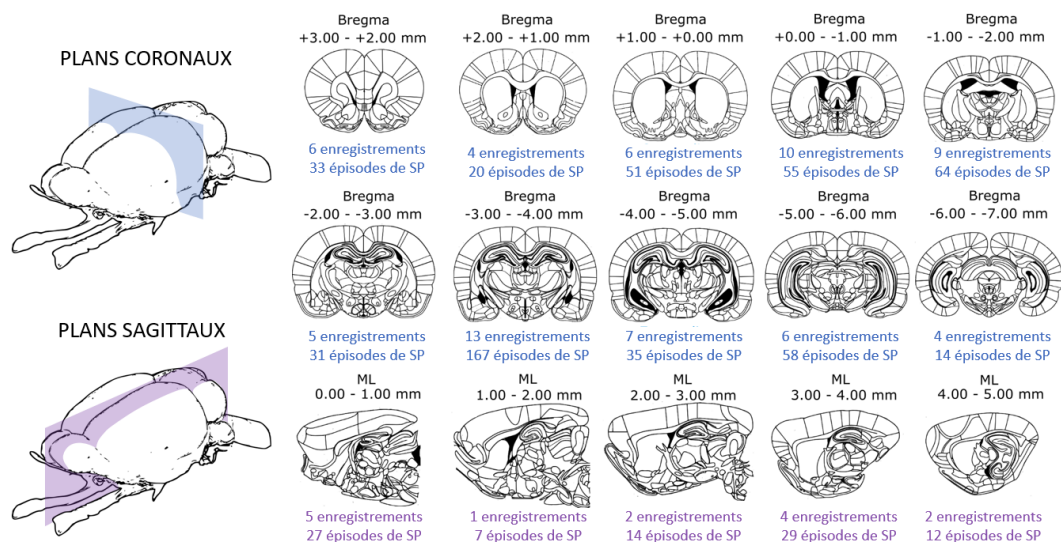 PLANS CORONAUX
Bregma
+3.00 - +2.00 mm
6 enregistrements
33 épisodes de SP
Bregma
+2.00 - +1.00 mm
4 enregistrements
20 épisodes de SP
Bregma
+1.00 - +0.00 mm
6 enregistrements
51 épisodes de SP
Bregma
+0.00 - -1.00 mm
10 enregistrements
55 épisodes de SP
Bregma
-1.00 - -2.00 mm
9 enregistrements
64 épisodes de SP
Bregma
-2.00 - -3.00 mm
5 enregistrements
31 épisodes de SP
Bregma
-3.00 - -4.00 mm
13 enregistrements
167 épisodes de SP
Bregma
-4.00 - -5.00 mm
7 enregistrements
35 épisodes de SP
Bregma
-5.00 - -6.00 mm
6 enregistrements
58 épisodes de SP
Bregma
-6.00 - -7.00 mm
4 enregistrements
14 épisodes de SP
PLANS SAGITTAUX
ML
0.00 - 1.00 mm
5 enregistrements
27 épisodes de SP
ML
1.00 - 2.00 mm
1 enregistrements
7 épisodes de SP
ML
2.00 - 3.00 mm
2 enregistrements
14 épisodes de SP
ML
3.00 - 4.00 mm
4 enregistrements
29 épisodes de SP
ML
4.00 - 5.00 mm
2 enregistrements
12 épisodes de SP